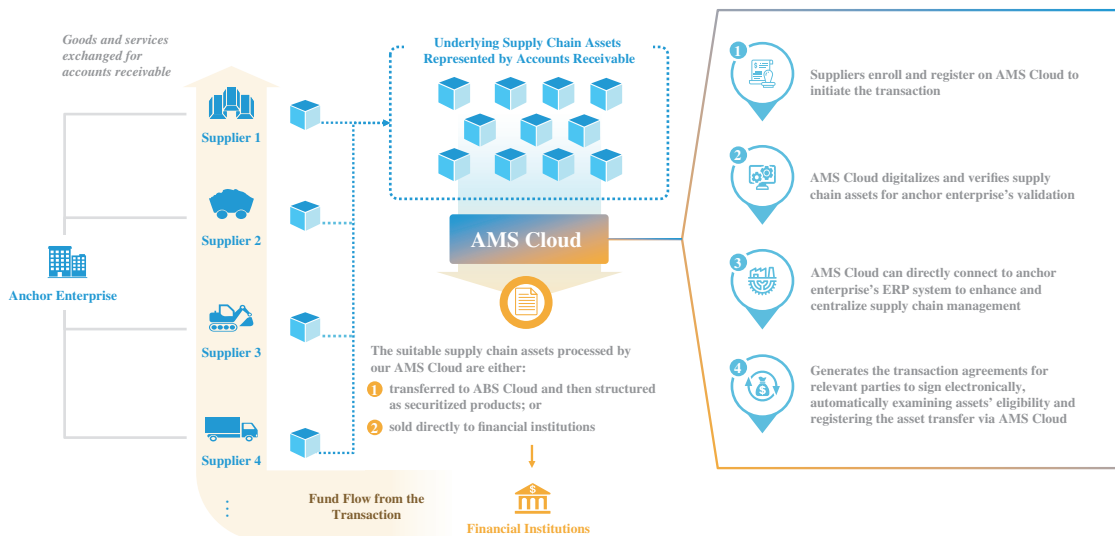 Goods and services
exchanged for
accounts receivable
Supplier 1
Supplier 2
Anchor Enterprise
Supplier 3
Supplier 4
Underlying Supply Chain Assets
Represented by Accounts Receivable
AMS Cloud
The suitable supply chain assets processed by
our AMS Cloud are either:
1 transferred to ABS Cloud and then structured
as securitized products; or
2 sold directly to financial institutions
Fund Flow from the
Transaction
$
Financial Institutions
1
$
Suppliers enroll and register on AMS Cloud to
initiate the transaction
2
AMS Cloud digitalizes and verifies supply
chain assets for anchor enterprise’s validation
3
AMS Cloud can directly connect to anchor
enterprise’s ERP system to enhance and
centralize supply chain management
4
$
Generates the transaction agreements for
relevant parties to sign electronically,
automatically examining assets’ eligibility and
registering the asset transfer via AMS Cloud